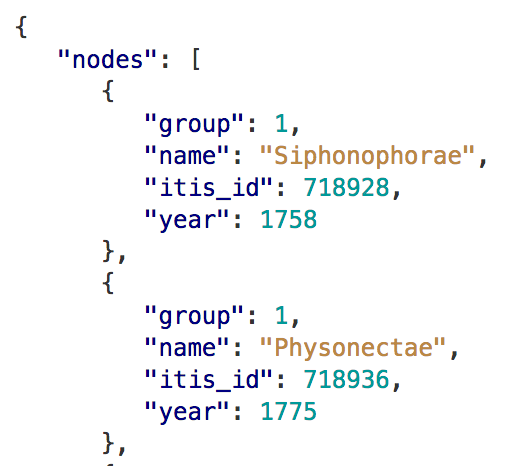 {
"nodes": [
{
"group": 1,
"name": "Siphonophorae",
"itis_id": 718928,
"year": 1758
},
{
"group": 1,
"name": "Physonectae",
"itis_id": 718936,
"year": 1775
},